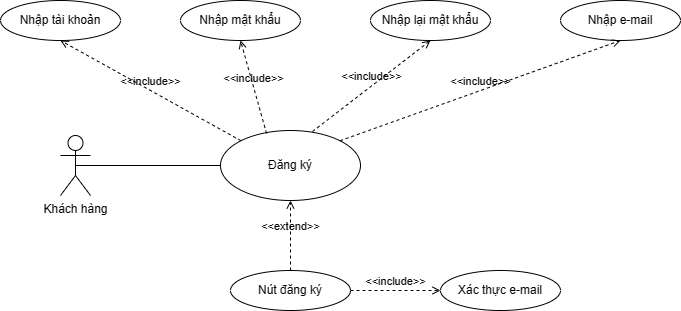 Nhập tài khoản
Nhập mật khẩu
Nhập lại mật khẩu
Nhập e-mail
<<include>>
<<include>>
<<include>>
<<include>>
Đăng ký
Khách hàng
<<extend>>
Nút đăng ký
<<include>>
Xác thực e-mail